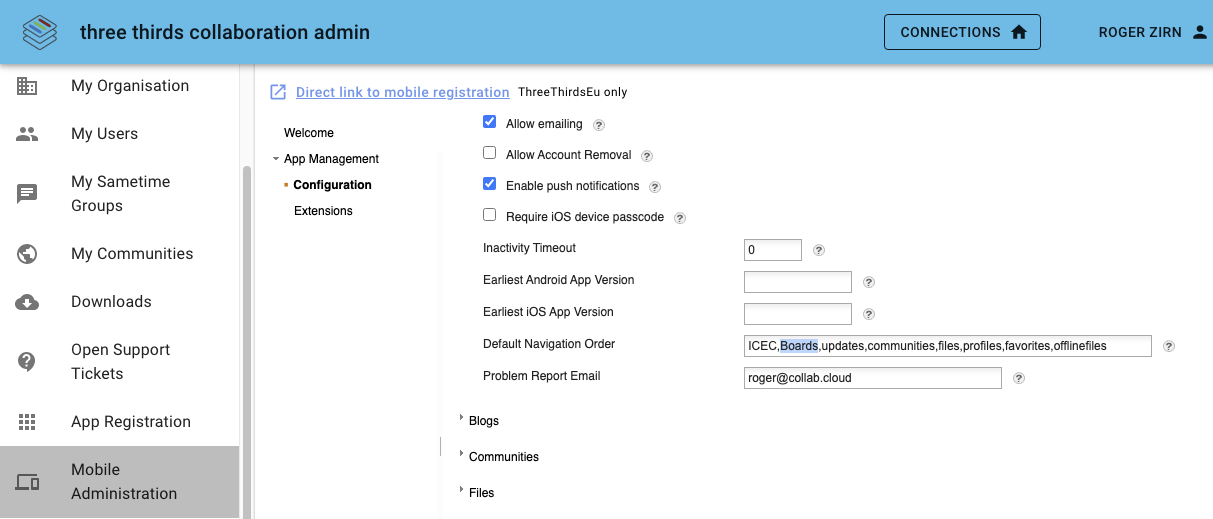 three thirds collaboration admin
CONNECTIONS
ROGER ZIRN
My Organisation
My Users
My Sametime
Groups
My Communities
Downloads
Open Support
Tickets
App Registration
Mobile
Administration
Direct link to mobile registration ThreeThirdsEu only
Welcome
App Management
Configuration
Extensions
Allow emailing ?
Allow Account Removal ?
Enable push notifications ?
Require iOS device passcode ?
Inactivity Timeout 0 ?
Earliest Android App Version ?
Earliest iOS App Version ?
Default Navigation Order ICEC,Boards,updates,communities,files,profiles,favorites,offlinefiles ?
Problem Report Email roger@collab.cloud ?
Blogs
Communities
Files